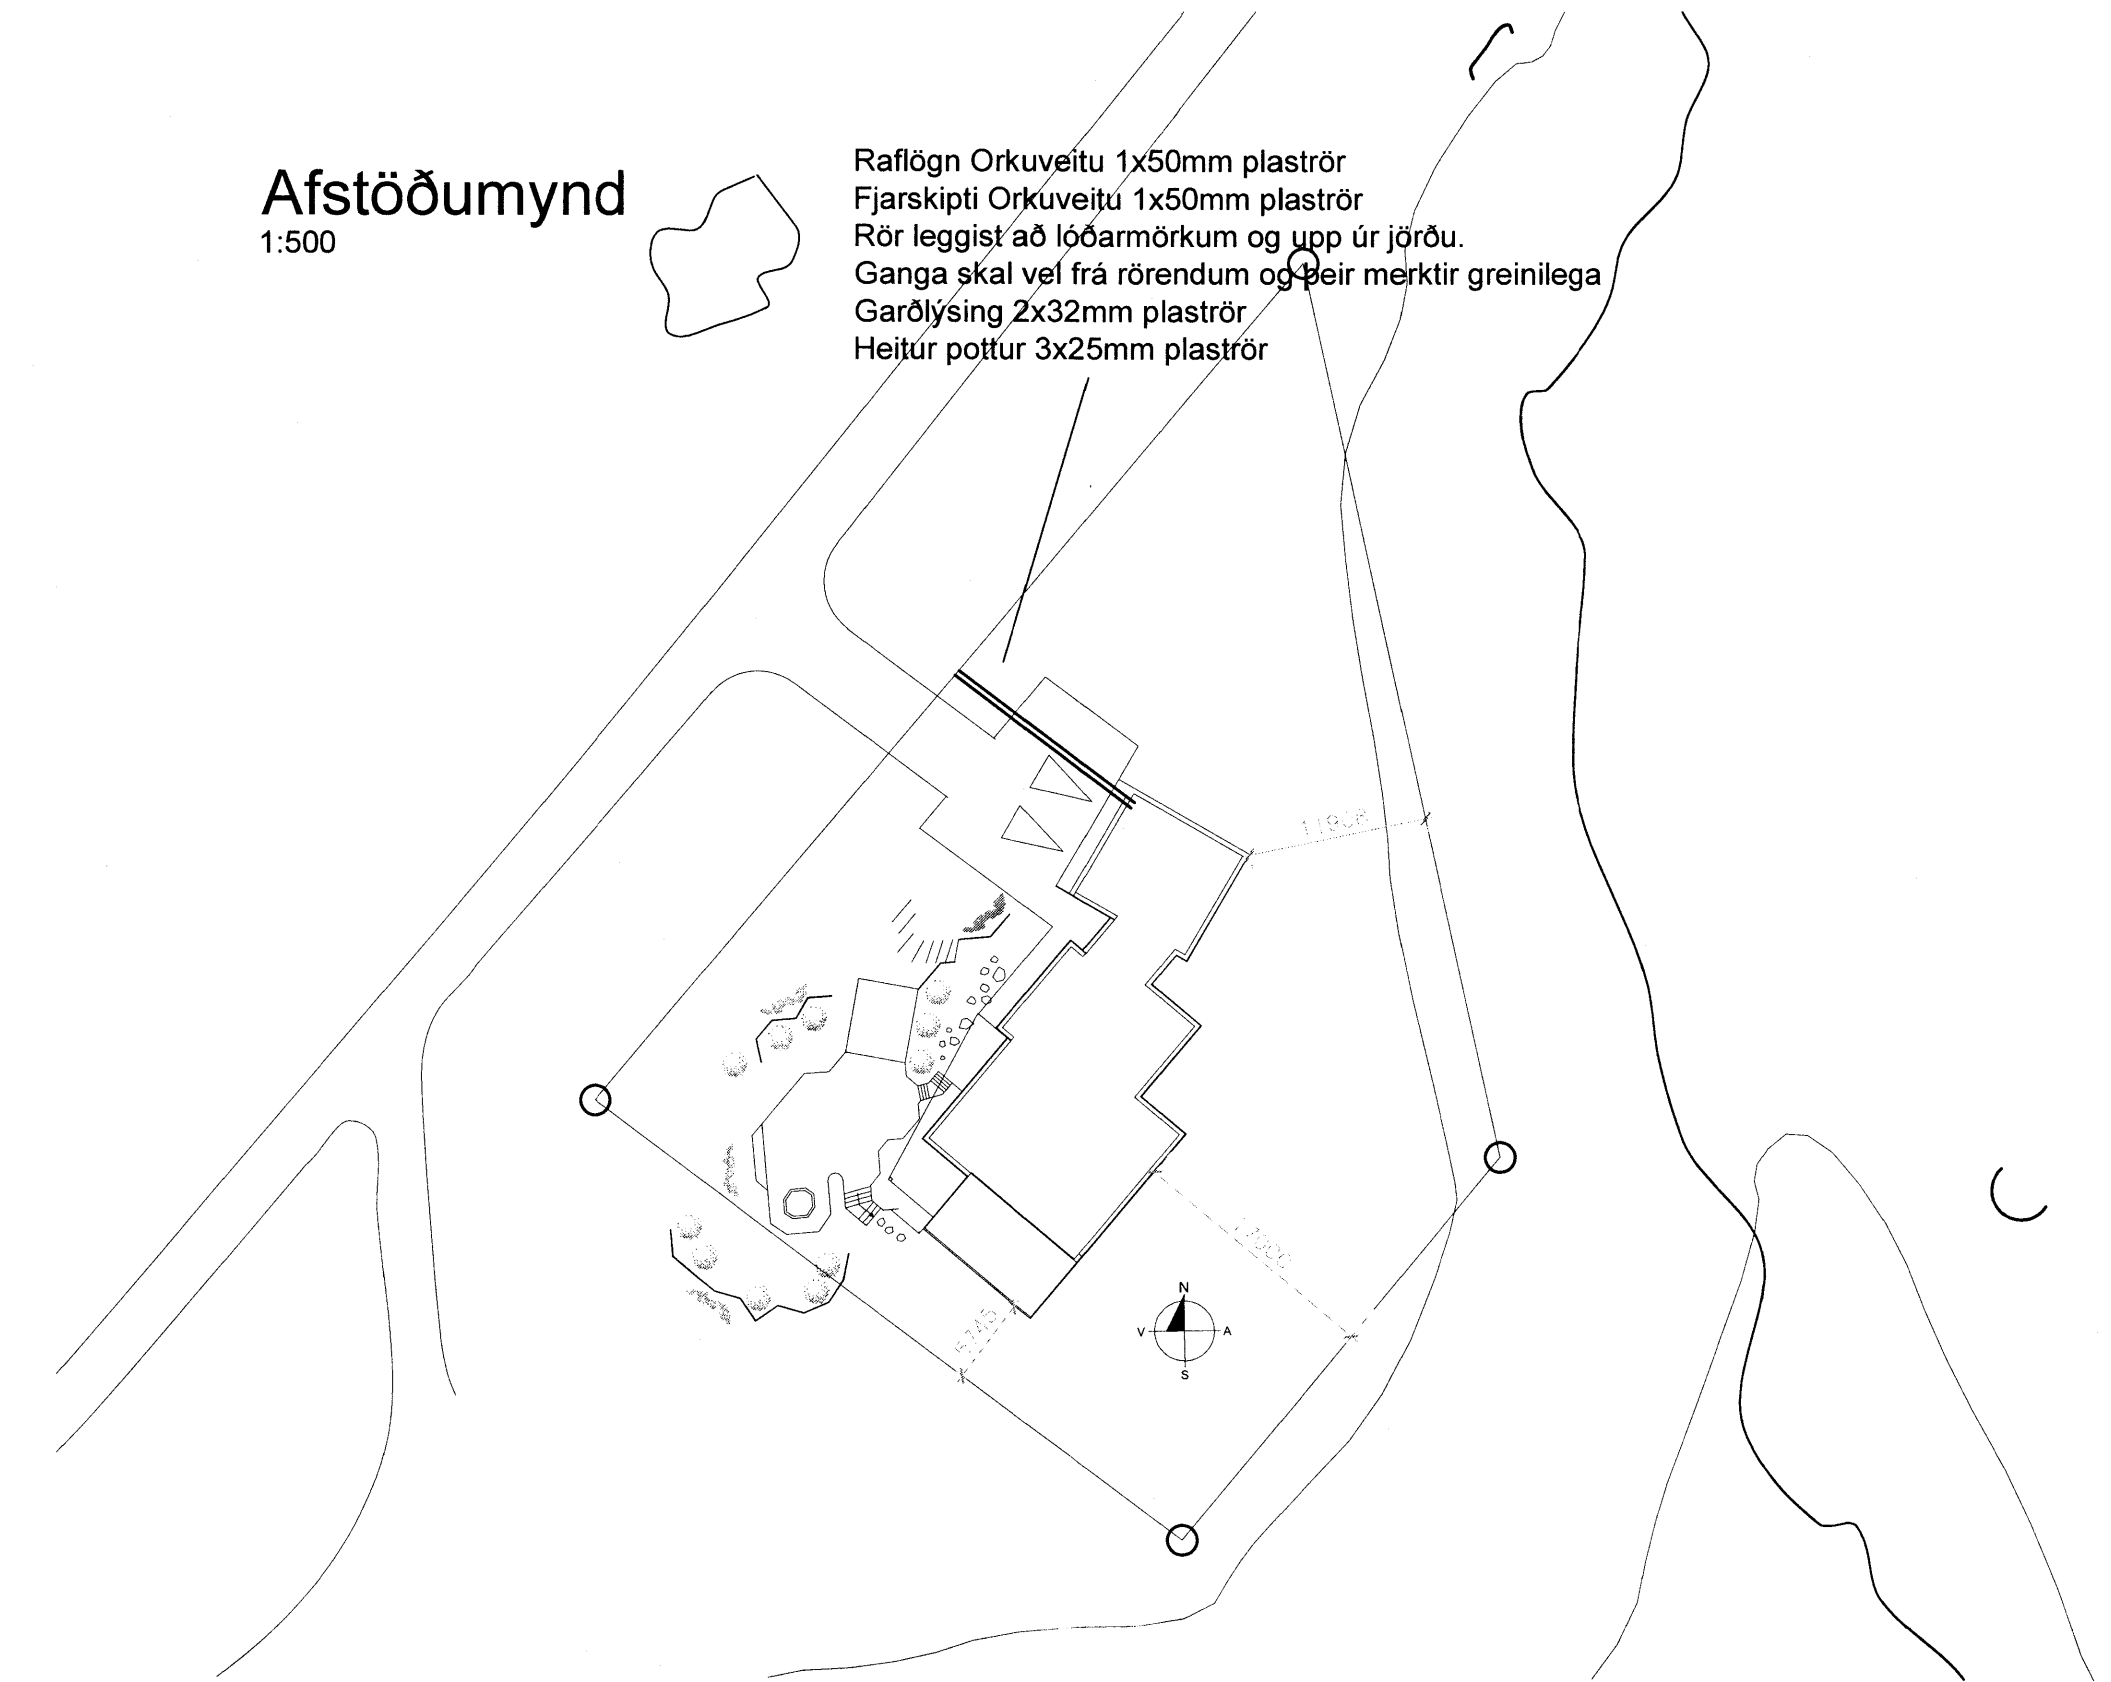 Afstöðumynd
1:500
Raflögn Orkuveitu 1x50mm plaströr
Fjarskipti Orkuveitu 1x50mm plaströr
Rör leggist að lóðarmörkum og upp úr jörðu.
Ganga skal vel frá rörendum og þeir merktir greinilega
Garðlýsing 2x32mm plaströr
Heitur pottur 3x25mm plaströr
N
V
A
S